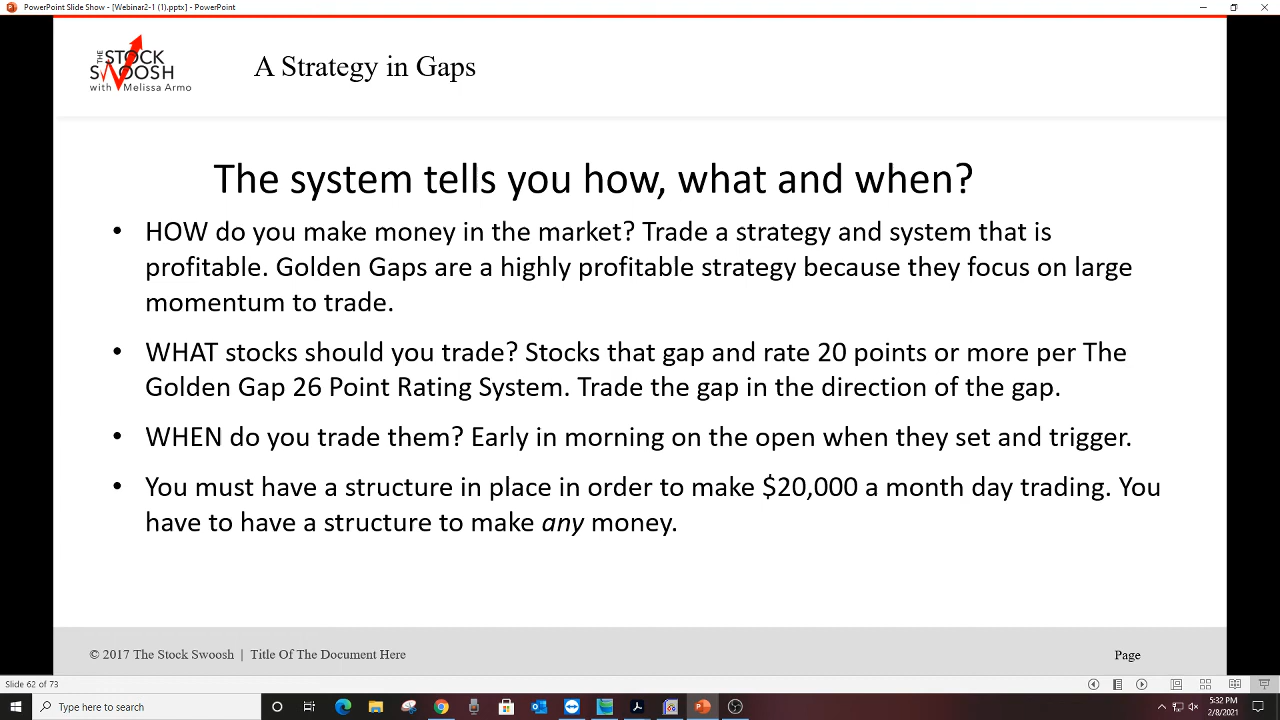 PowerPoint Slide Show - [Webinar2-1 (1).pptx] - PowerPoint
THE
STOCK
SWOOSH
with Melissa Armo
A Strategy in Gaps
The system tells you how, what and when?
• HOW do you make money in the market? Trade a strategy and system that is
profitable. Golden Gaps are a highly profitable strategy because they focus on large
momentum to trade.
• WHAT stocks should you trade? Stocks that gap and rate 20 points or more per The
Golden Gap 26 Point Rating System. Trade the gap in the direction of the gap.
• WHEN do you trade them? Early in morning on the open when they set and trigger.
• You must have a structure in place in order to make $20,000 a month day trading. You
have to have a structure to make any money.
© 2017 The Stock Swoosh | Title Of The Document Here
Page
Slide 62 of 73
Type here to search
5:32 PM
2/8/2021